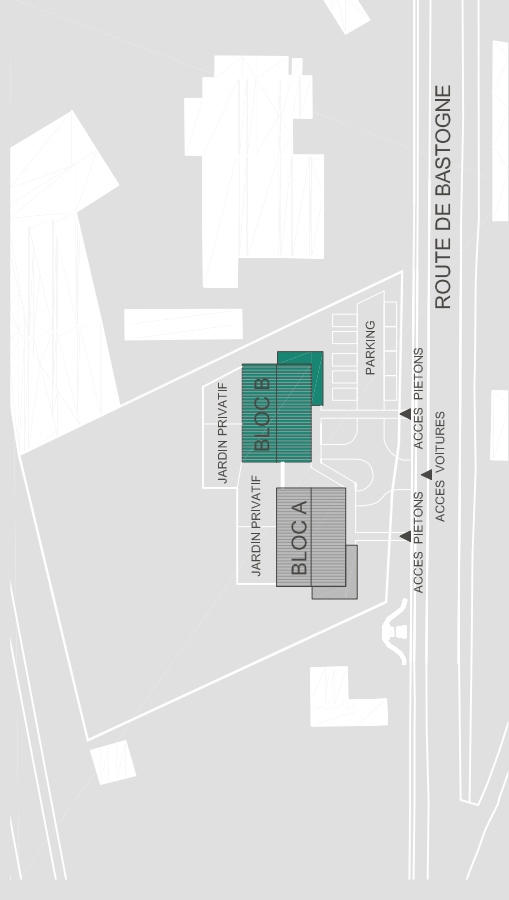 ROUTE DE BASTOGNE
PARKING
ACCES PIETONS
JARDIN PRIVATIF
BLOC B
ACCES VOITURES
JARDIN PRIVATIF
BLOC A
ACCES PIETONS